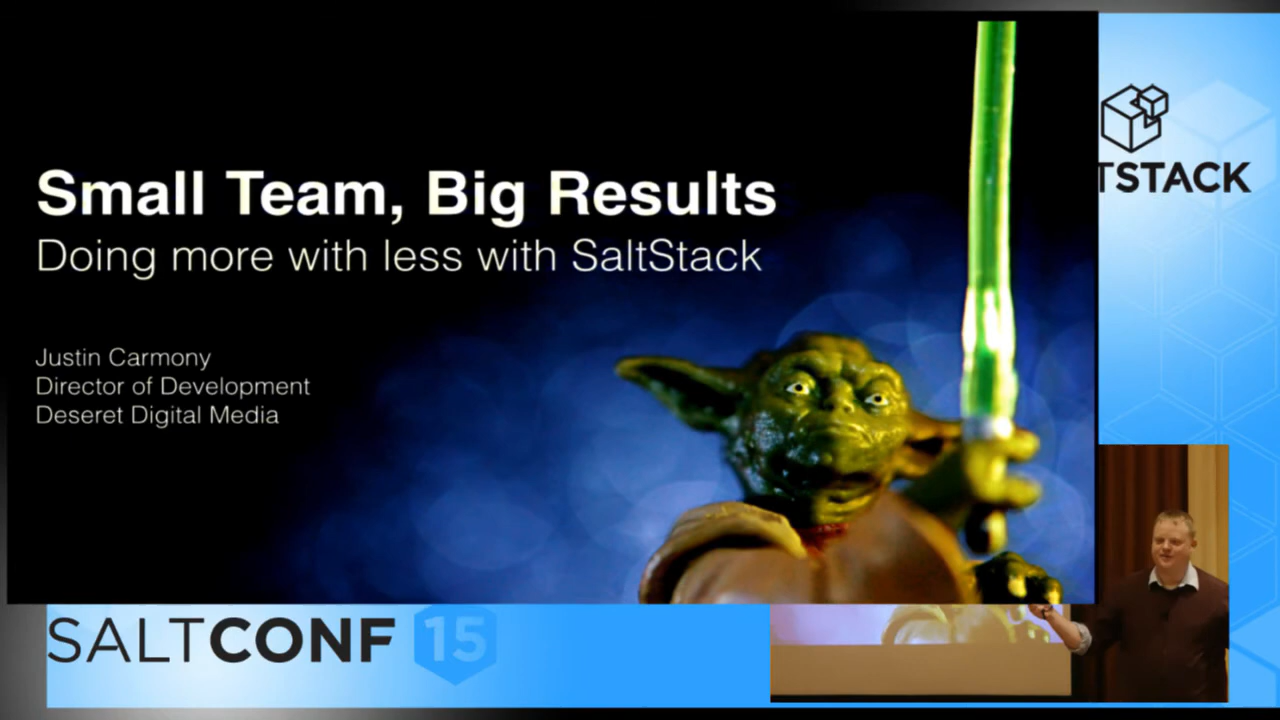 Small Team, Big Results
Doing more with less with SaltStack
Justin Carmony
Director of Development
Deseret Digital Media
TSTACK
SALTCONF 15